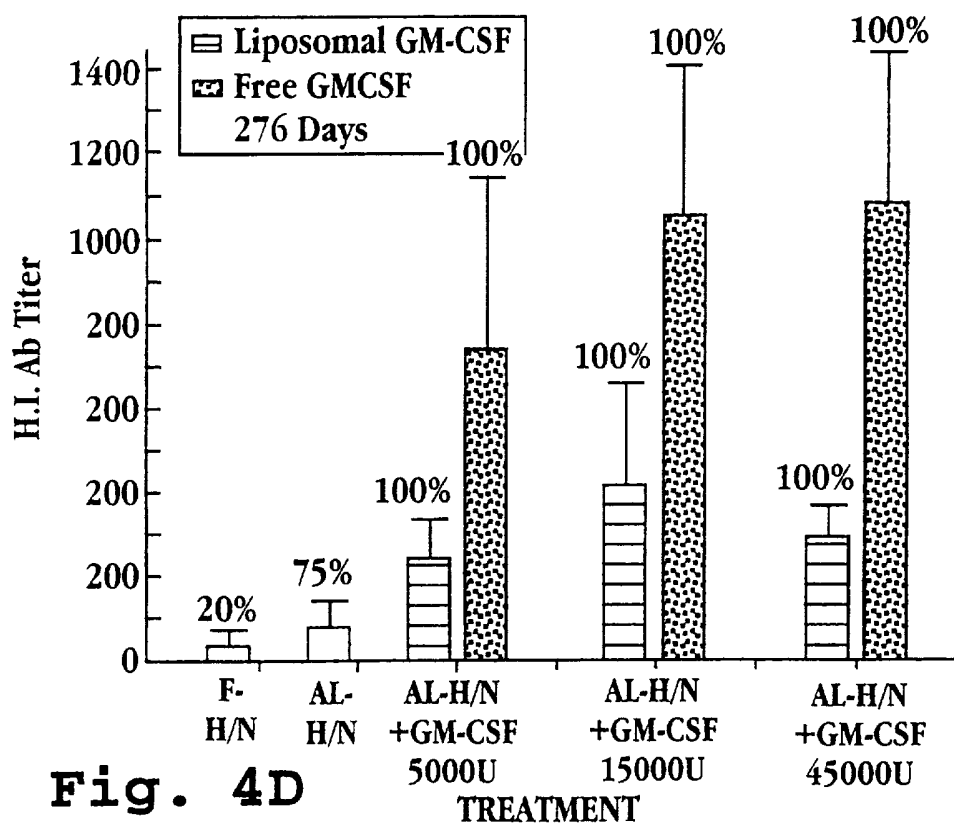 Liposomal GM-CSF
Free GMCSF
276 Days
H.I. Ab Titer
1400
1200
1000
200
200
200
200
0
20%
75%
100%
100%
100%
100%
100%
100%
F-
H/N
AL-
H/N
AL-H/N
+GM-CSF
5000U
AL-H/N
+GM-CSF
15000U
AL-H/N
+GM-CSF
45000U
TREATMENT
Fig. 4D